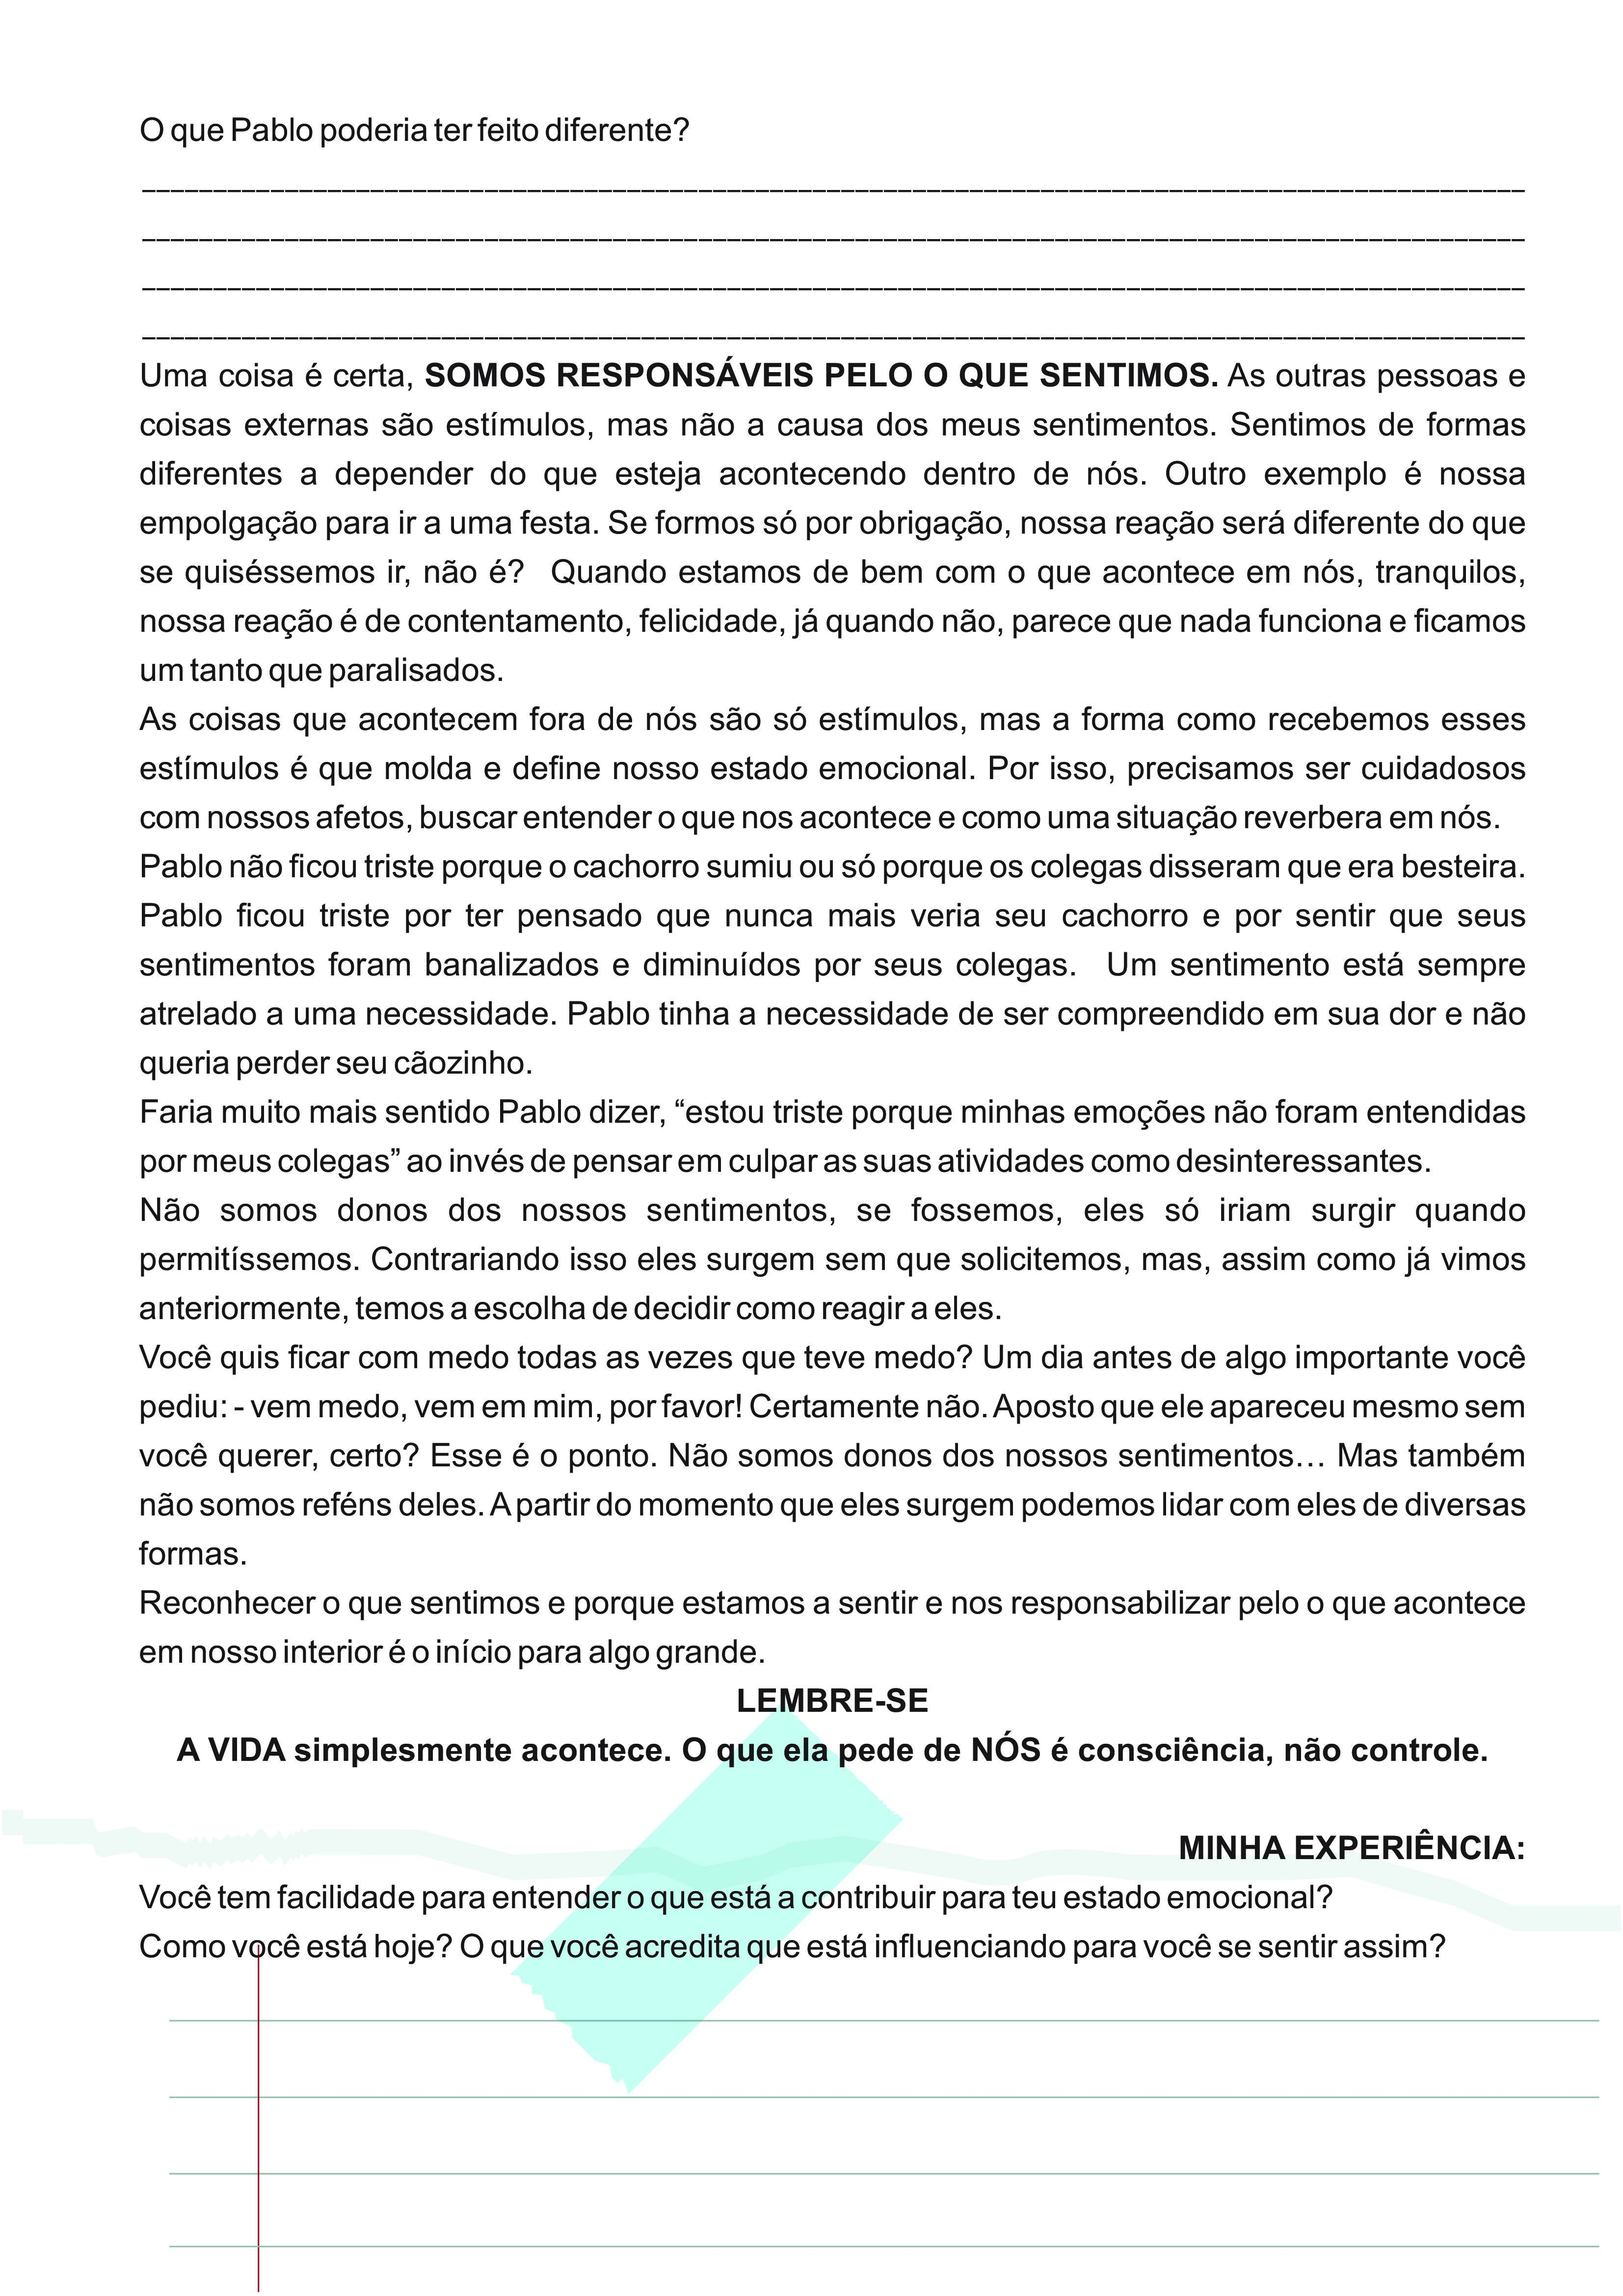 O que Pablo poderia ter feito diferente?
Uma coisa é certa, SOMOS RESPONSÁVEIS PELO O QUE SENTIMOS. As outras pessoas e
coisas externas são estímulos, mas não a causa dos meus sentimentos. Sentimos de formas
diferentes a depender do que esteja acontecendo dentro de nós. Outro exemplo é nossa
empolgação para ir a uma festa. Se formos só por obrigação, nossa reação será diferente do que
se quiséssemos ir, não é? Quando estamos de bem com o que acontece em nós, tranquilos,
nossa reação é de contentamento, felicidade, já quando não, parece que nada funciona e ficamos
um tanto que paralisados.
As coisas que acontecem fora de nós são só estímulos, mas a forma como recebemos esses
estímulos é que molda e define nosso estado emocional. Por isso, precisamos ser cuidadosos
com nossos afetos, buscar entender o que nos acontece e como uma situação reverbera em nós.
Pablo não ficou triste porque o cachorro sumiu ou só porque os colegas disseram que era besteira.
Pablo ficou triste por ter pensado que nunca mais veria seu cachorro e por sentir que seus
sentimentos foram banalizados e diminuídos por seus colegas. Um sentimento está sempre
atrelado a uma necessidade. Pablo tinha a necessidade de ser compreendido em sua dor e não
queria perder seu cãozinho.
Faria muito mais sentido Pablo dizer, “estou triste porque minhas emoções não foram entendidas
por meus colegas” ao invés de pensar em culpar as suas atividades como desinteressantes.
Não somos donos dos nossos sentimentos, se fossemos, eles só iriam surgir quando
permitíssemos. Contrariando isso eles surgem sem que solicitemos, mas, assim como já vimos
anteriormente, temos a escolha de decidir como reagir a eles.
Você quis ficar com medo todas as vezes que teve medo? Um dia antes de algo importante você
pediu: - vem medo, vem em mim, por favor! Certamente não. Aposto que ele apareceu mesmo sem
você querer, certo? Esse é o ponto. Não somos donos dos nossos sentimentos… Mas também
não somos reféns deles. A partir do momento que eles surgem podemos lidar com eles de diversas
formas.
Reconhecer o que sentimos e porque estamos a sentir e nos responsabilizar pelo o que acontece
em nosso interior é o início para algo grande.
LEMBRE-SE
A VIDA simplesmente acontece. O que ela pede de NÓS é consciência, não controle.
MINHA EXPERIÊNCIA:
Você tem facilidade para entender o que está a contribuir para teu estado emocional?
Como você está hoje? O que você acredita que está influenciando para você se sentir assim?